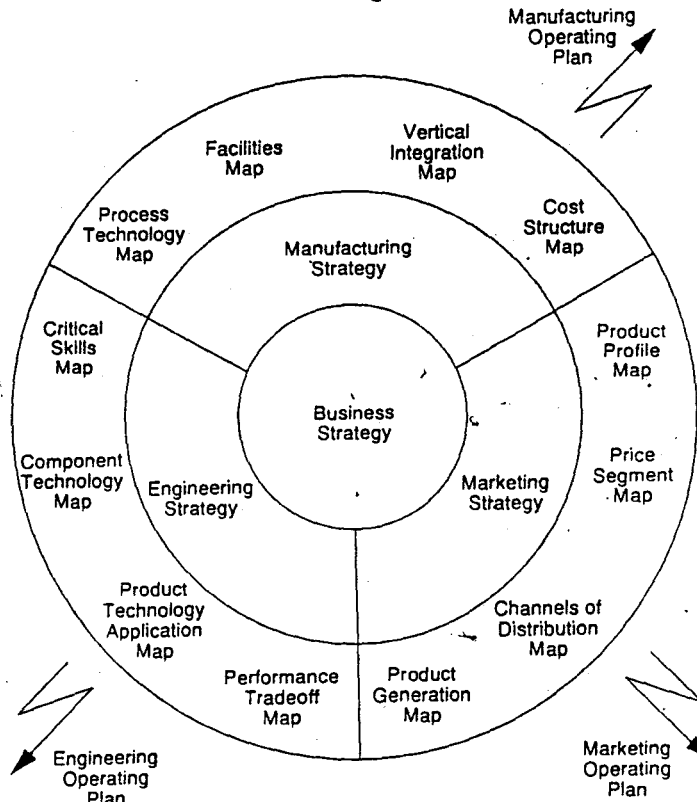 Manufacturing
Operating
Plan
Facilities
Map
Vertical
Integration
Map
Process
Technology
Map
Cost
Structure
Map
Manufacturing
Strategy
Critical
Skills
Map
Product
Profile
Map
Business
Strategy
Component
Technology
Map
Engineering
Strategy
Marketing
Strategy
Price
Segment
Map
Product
Technology
Application
Map
Channels of
Distribution
Map
Performance
Tradeoff
Map
Product
Generation
Map
Engineering
Operating
Plan
Marketing
Operating
Plan